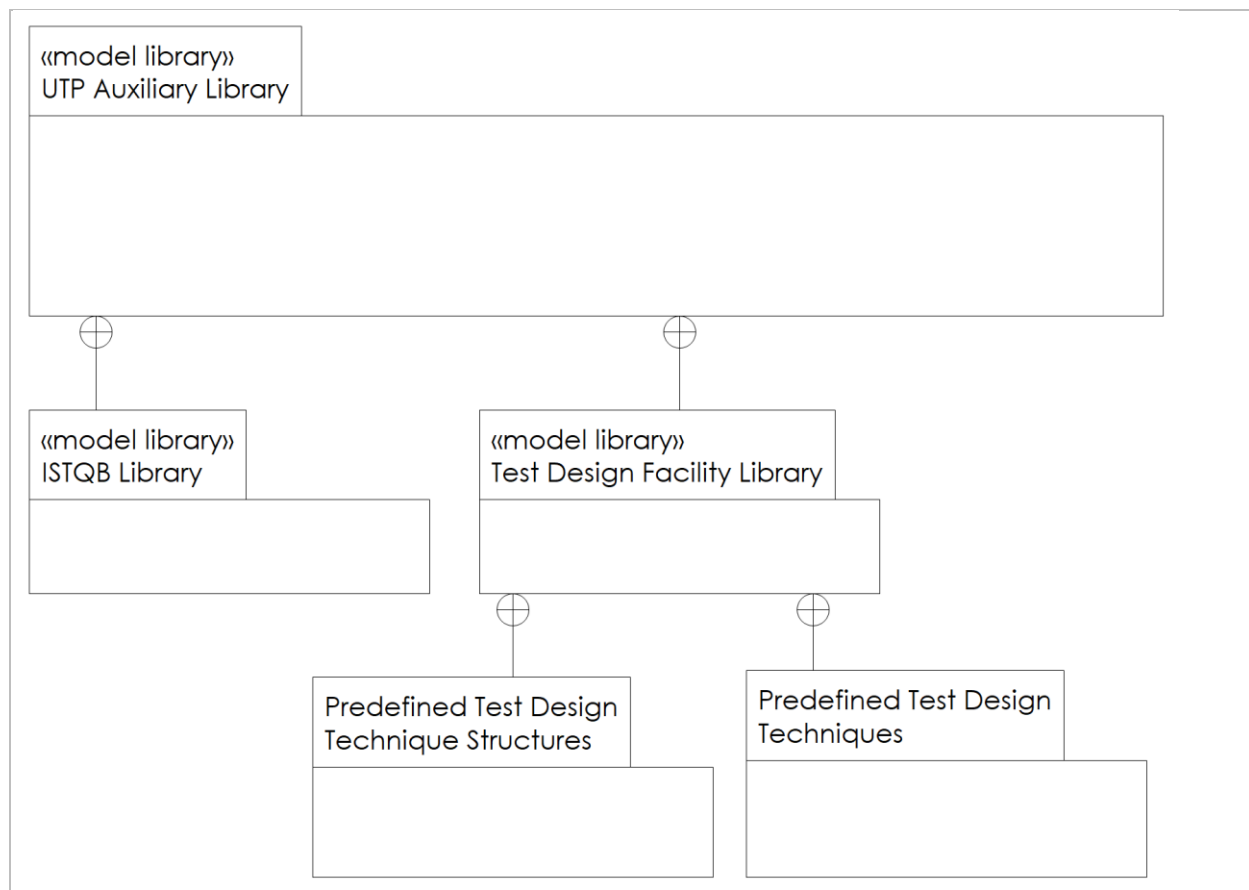 «model library»
UTP Auxiliary Library
«model library»
ISTQB Library
«model library»
Test Design Facility Library
Predefined Test Design
Technique Structures
Predefined Test Design
Techniques